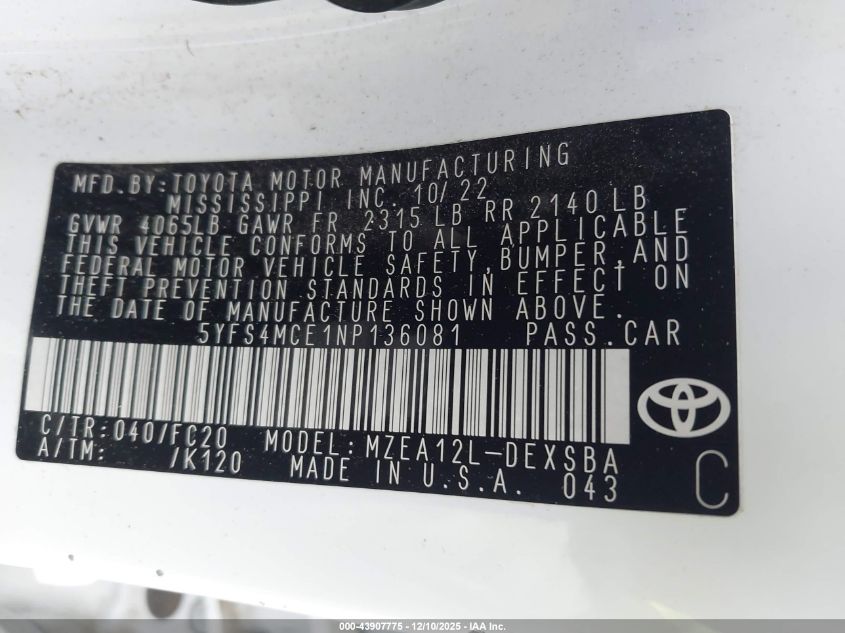 MFD.BY:TOYOTA MOTOR MANUFACTURING
MISSISSIPPI INC. 10/22
GVWR 4065LB GAWR FR 2315 LB RR 2140 LB
THIS VEHICLE CONFORMS TO ALL APPLICABLE
FEDERAL MOTOR VEHICLE SAFETY,BUMPER,AND
THEFT PREVENTION STANDARDS IN EFFECT ON
THE DATE OF MANUFACTURE SHOWN ABOVE.
5YFS4MCE1NP136081 PASS.CAR
C/TR:040/FC20 MODEL:MZEA12L-DEXSBA
A/TM: /K120 MADE IN U.S.A. 043
C
000-43907775 - 12/10/2025 - IAA Inc.